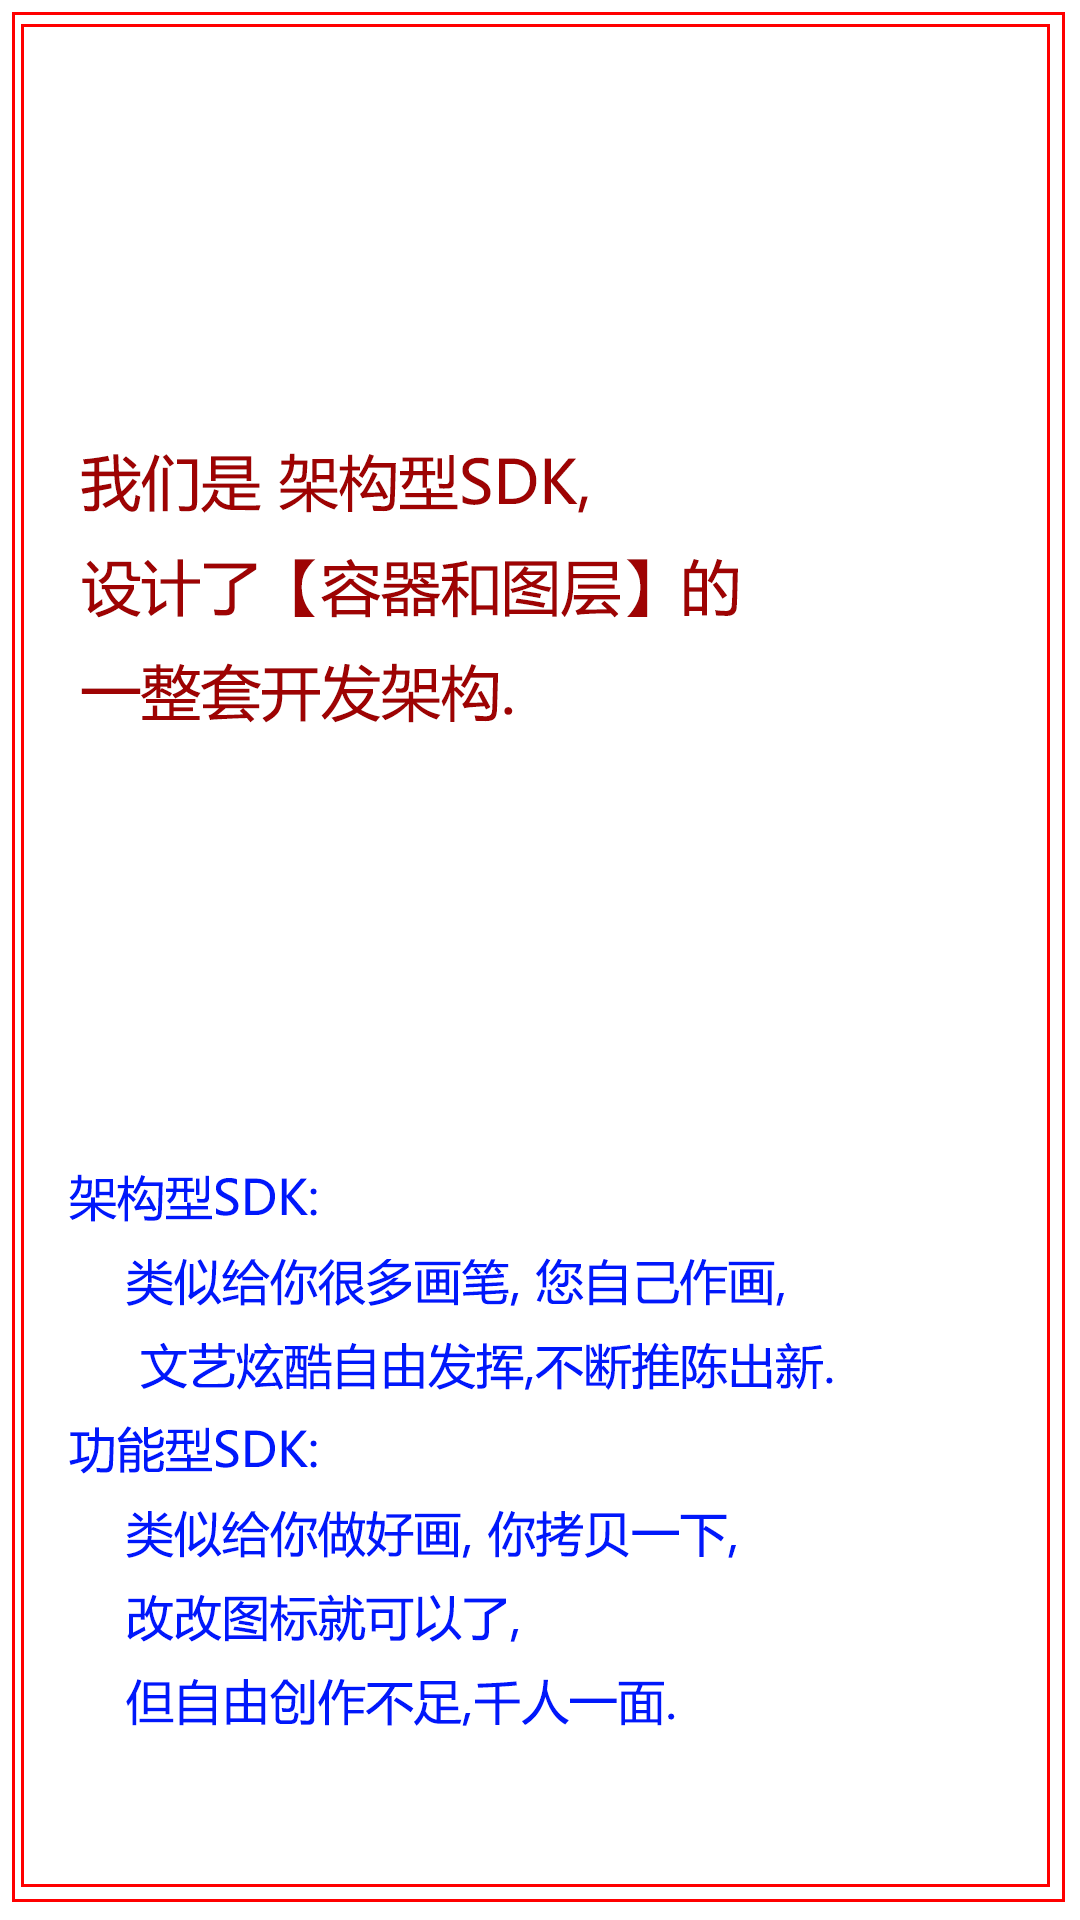 我们是 架构型SDK,
设计了【容器和图层】的
一整套开发架构.
架构型SDK:
类似给你很多画笔, 您自己作画,
文艺炫酷自由发挥,不断推陈出新.
功能型SDK:
类似给你做好画, 你拷贝一下,
改改图标就可以了,
但自由创作不足,千人一面.